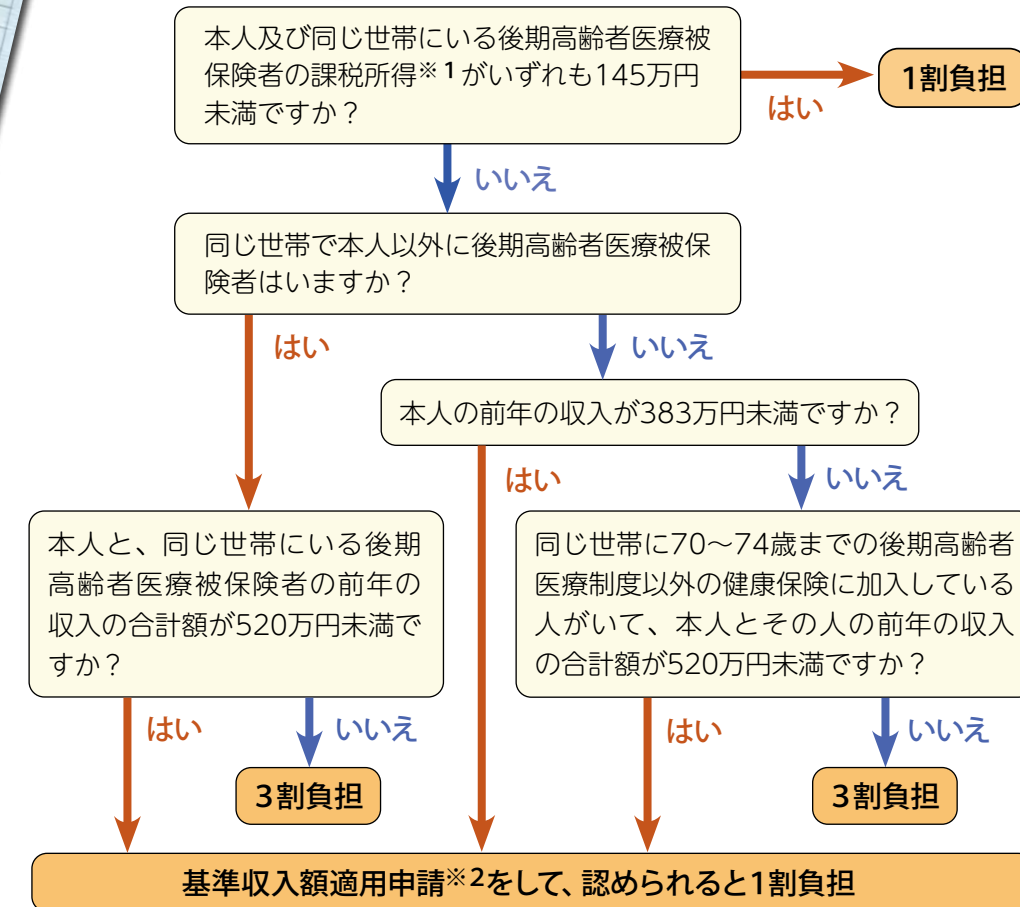 本人及び同じ世帯にいる後期高齢者医療被
保険者の課税所得※1がいずれも145万円
未満ですか？
はい
1割負担
いいえ
同じ世帯で本人以外に後期高齢者医療被保
険者はいますか？
はい
いいえ
本人の前年の収入が383万円未満ですか？
はい
いいえ
本人と、同じ世帯にいる後期
高齢者医療被保険者の前年の
収入の合計額が520万円未満で
すか？
同じ世帯に70〜74歳までの後期高齢者
医療制度以外の健康保険に加入している
人がいて、本人とその人の前年の収入
の合計額が520万円未満ですか？
はい
いいえ
はい
いいえ
3割負担
3割負担
基準収入額適用申請※2をして、認められると1割負担